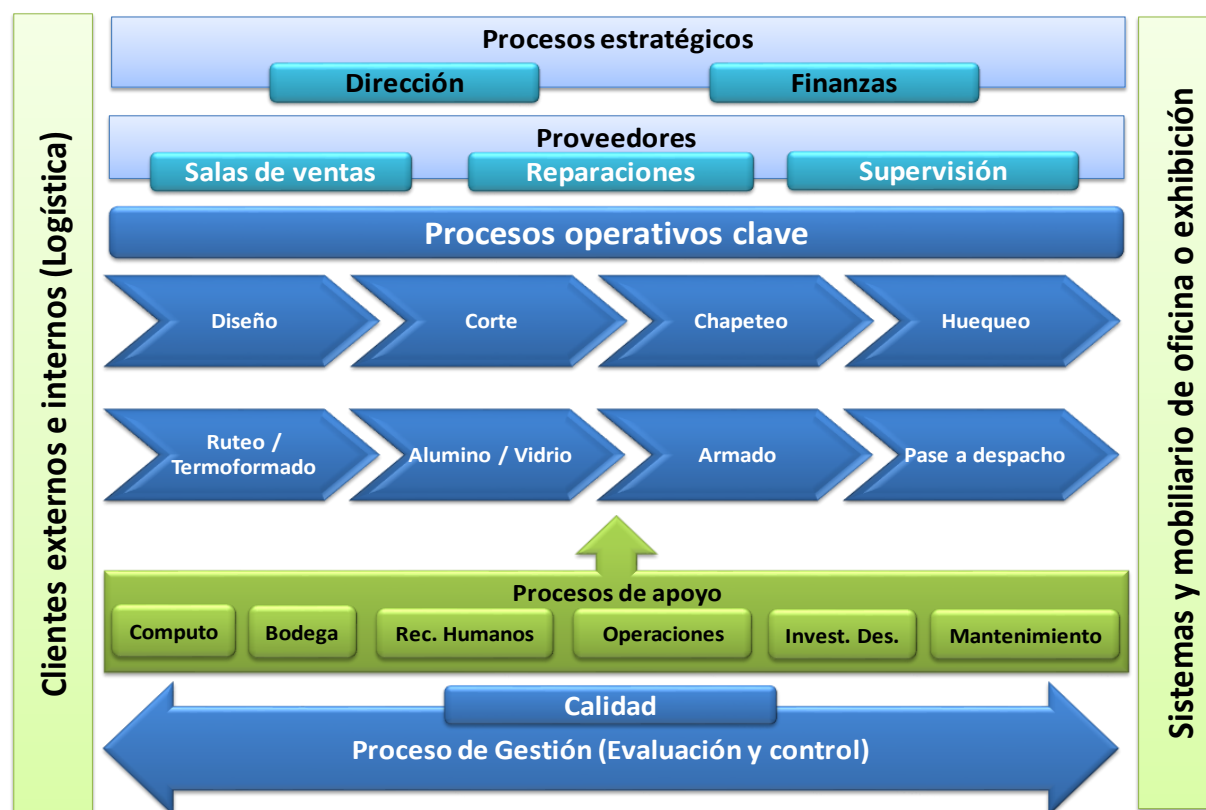 Clientes externos e internos (Logística)
Procesos estratégicos
Dirección
Finanzas
Proveedores
Salas de ventas
Reparaciones
Supervisión
Procesos operativos clave
Diseño
Corte
Chapeteo
Huequeo
Ruteo /
Termoformado
Alumino / Vidrio
Armado
Pase a despacho
Procesos de apoyo
Computo
Bodega
Rec. Humanos
Operaciones
Invest. Des.
Mantenimiento
Calidad
Proceso de Gestión (Evaluación y control)
Sistemas y mobiliario de oficina o exhibición